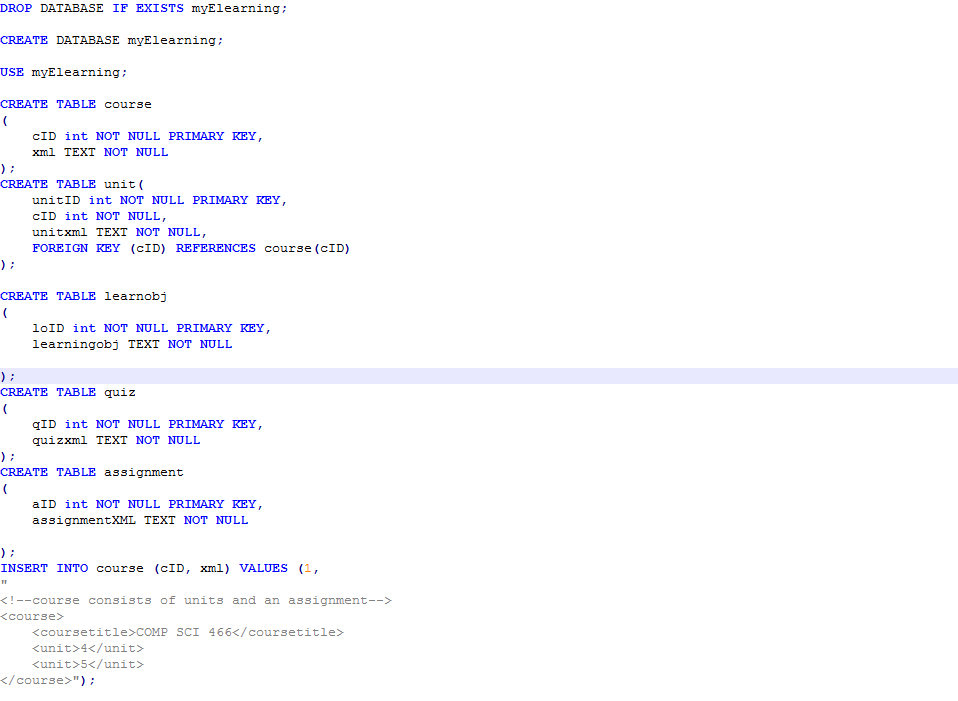 DROP DATABASE IF EXISTS myElearning;
CREATE DATABASE myElearning;
USE myElearning;
CREATE TABLE course
(
    cID int NOT NULL PRIMARY KEY,
    xml TEXT NOT NULL
);
CREATE TABLE unit(
    unitID int NOT NULL PRIMARY KEY,
    cID int NOT NULL,
    unitxml TEXT NOT NULL,
    FOREIGN KEY (cID) REFERENCES course(cID)
);
CREATE TABLE learnobj
(
    loID int NOT NULL PRIMARY KEY,
    learningobj TEXT NOT NULL
);
CREATE TABLE quiz
(
    qID int NOT NULL PRIMARY KEY,
    quizxml TEXT NOT NULL
);
CREATE TABLE assignment
(
    aID int NOT NULL PRIMARY KEY,
    assignmentXML TEXT NOT NULL
);
INSERT INTO course (cID, xml) VALUES (1,
"
<!--course consists of units and an assignment-->
<course>
    <coursetitle>COMP SCI 466</coursetitle>
    <unit>4</unit>
    <unit>5</unit>
</course>");